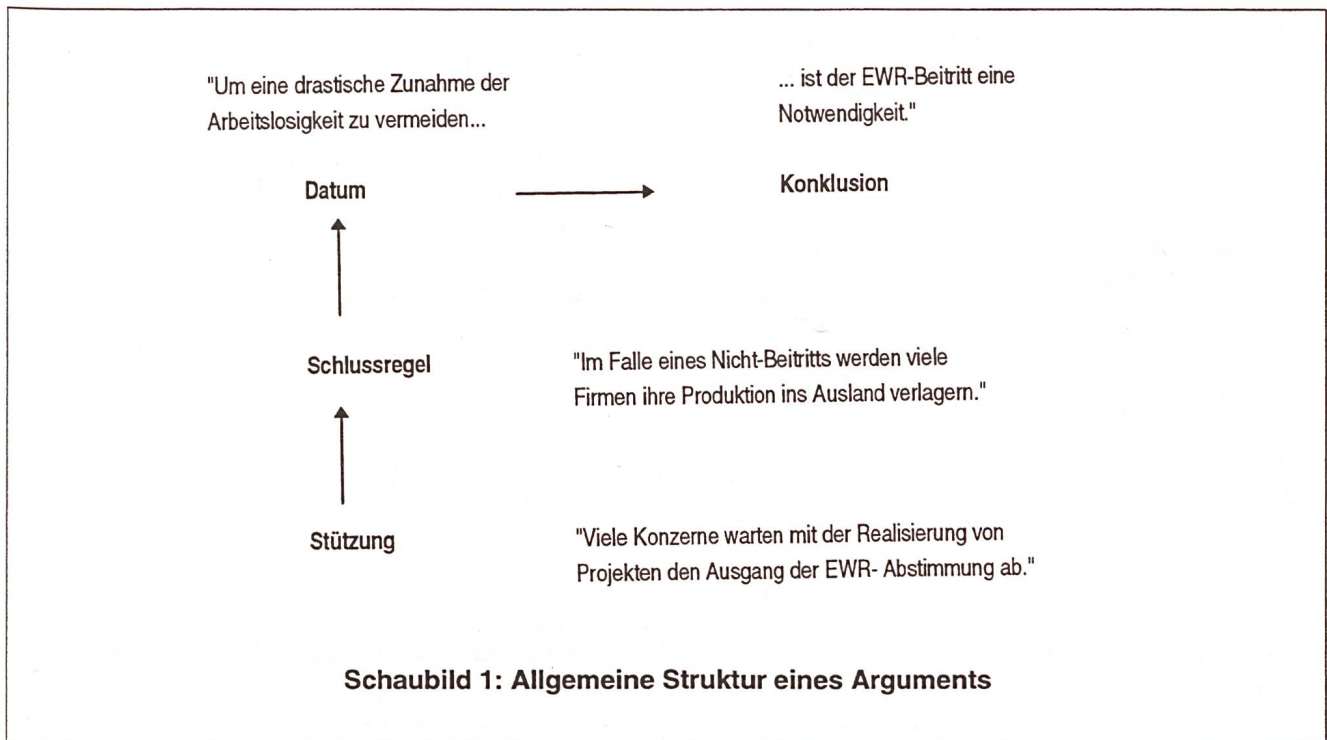 "Um eine drastische Zunahme der
Arbeitslosigkeit zu vermeiden...
... ist der EWR-Beitritt eine
Notwendigkeit."
Datum
Konklusion
Schlussregel
"Im Falle eines Nicht-Beitritts werden viele
Firmen ihre Produktion ins Ausland verlagern."
Stützung
"Viele Konzerne warten mit der Realisierung von
Projekten den Ausgang der EWR- Abstimmung ab."
Schaubild 1: Allgemeine Struktur eines Arguments